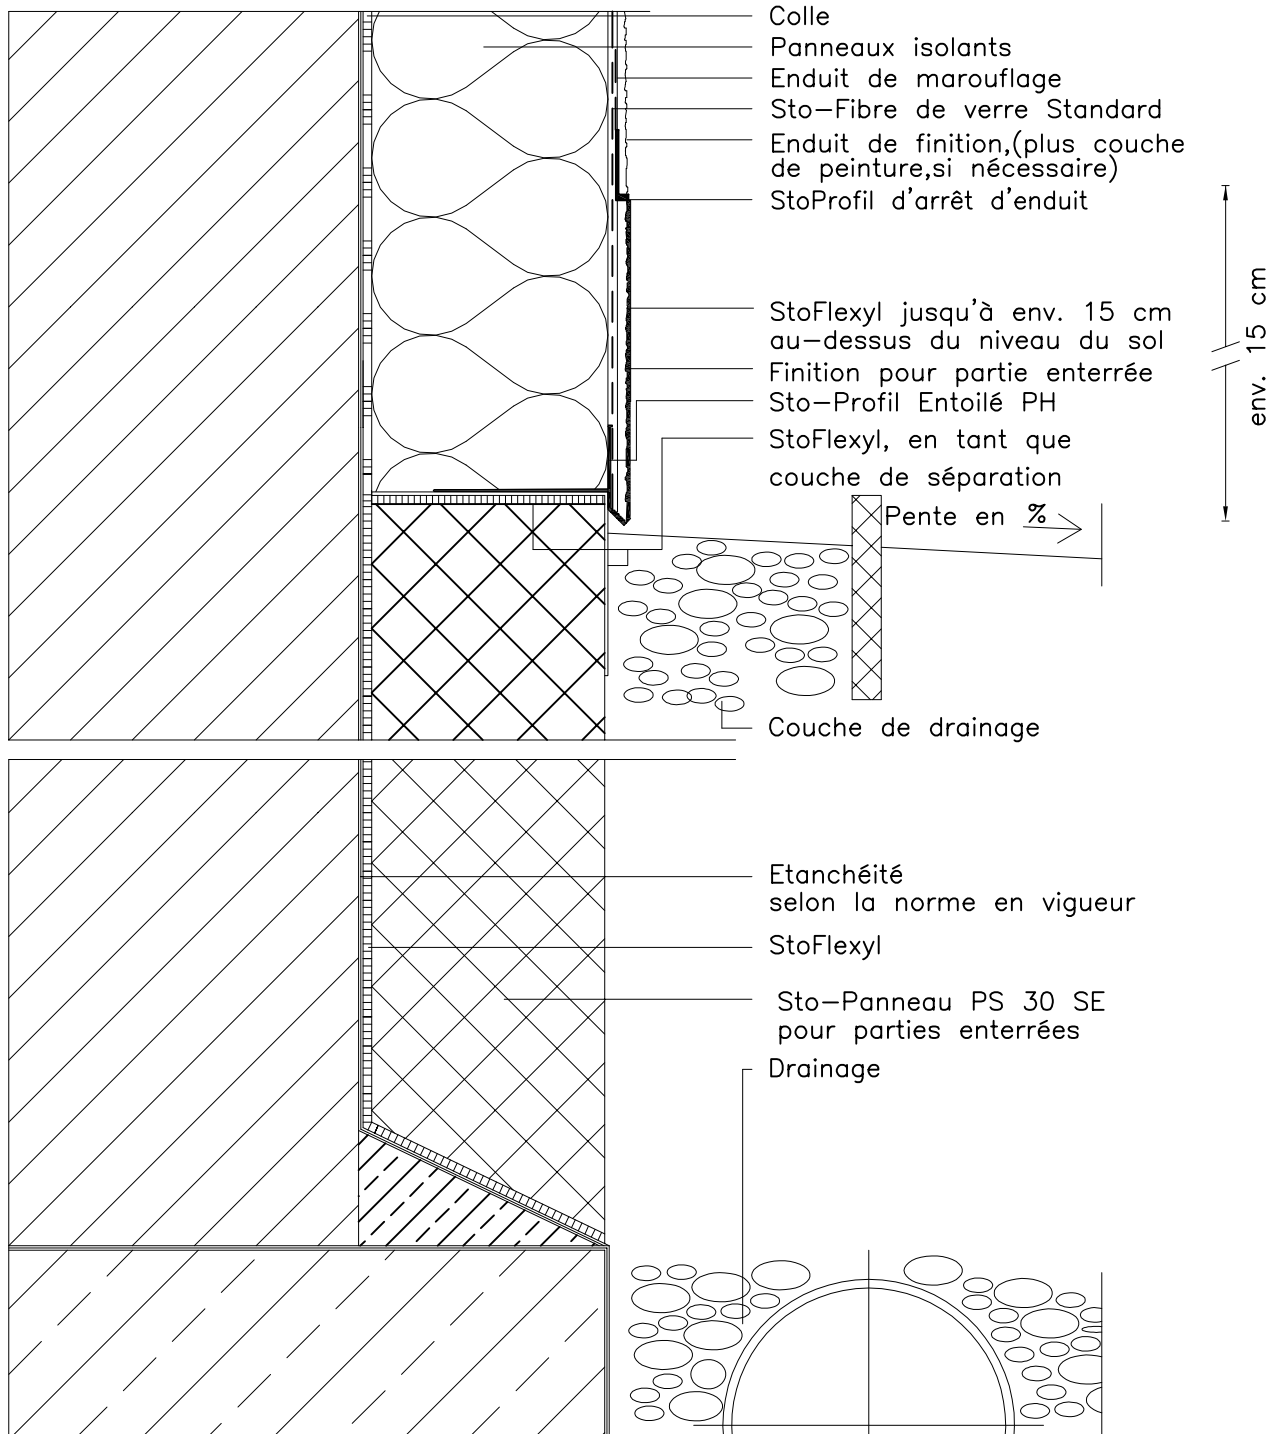 Colle
Panneaux isolants
Enduit de marouflage
Sto-Fibre de verre Standard
Enduit de finition,(plus couche
de peinture,si nécessaire)
StoProfil d'arrêt d'enduit
env. 15 cm
StoFlexyl jusqu'à env. 15 cm
au-dessus du niveau du sol
Finition pour partie enterrée
Sto-Profil Entoilé PH
StoFlexyl, en tant que
couche de séparation
Pente en %
Couche de drainage
Etanchéité
selon la norme en vigueur
StoFlexyl
Sto-Panneau PS 30 SE
pour parties enterrées
Drainage